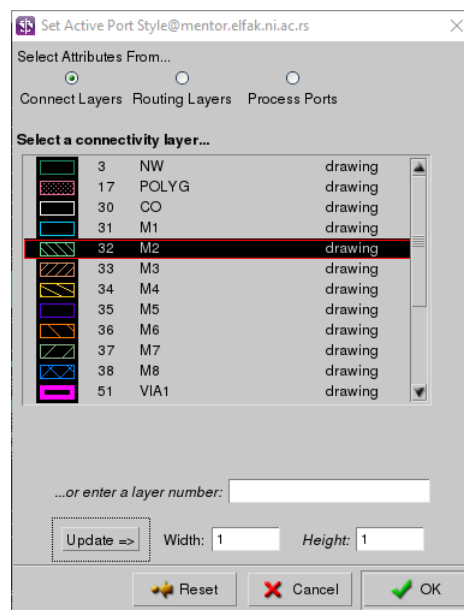 Set Active Port Style@mentor.elfak.ni.ac.rs
Select Attributes From...
Connect Layers Routing Layers Process Ports
Select a connectivity layer...
3 NW drawing
17 POLYG drawing
30 CO drawing
31 M1 drawing
32 M2 drawing
33 M3 drawing
34 M4 drawing
35 M5 drawing
36 M6 drawing
37 M7 drawing
38 M8 drawing
51 VIA1 drawing
...or enter a layer number:
Update => Width: 1 Height: 1
Reset Cancel OK